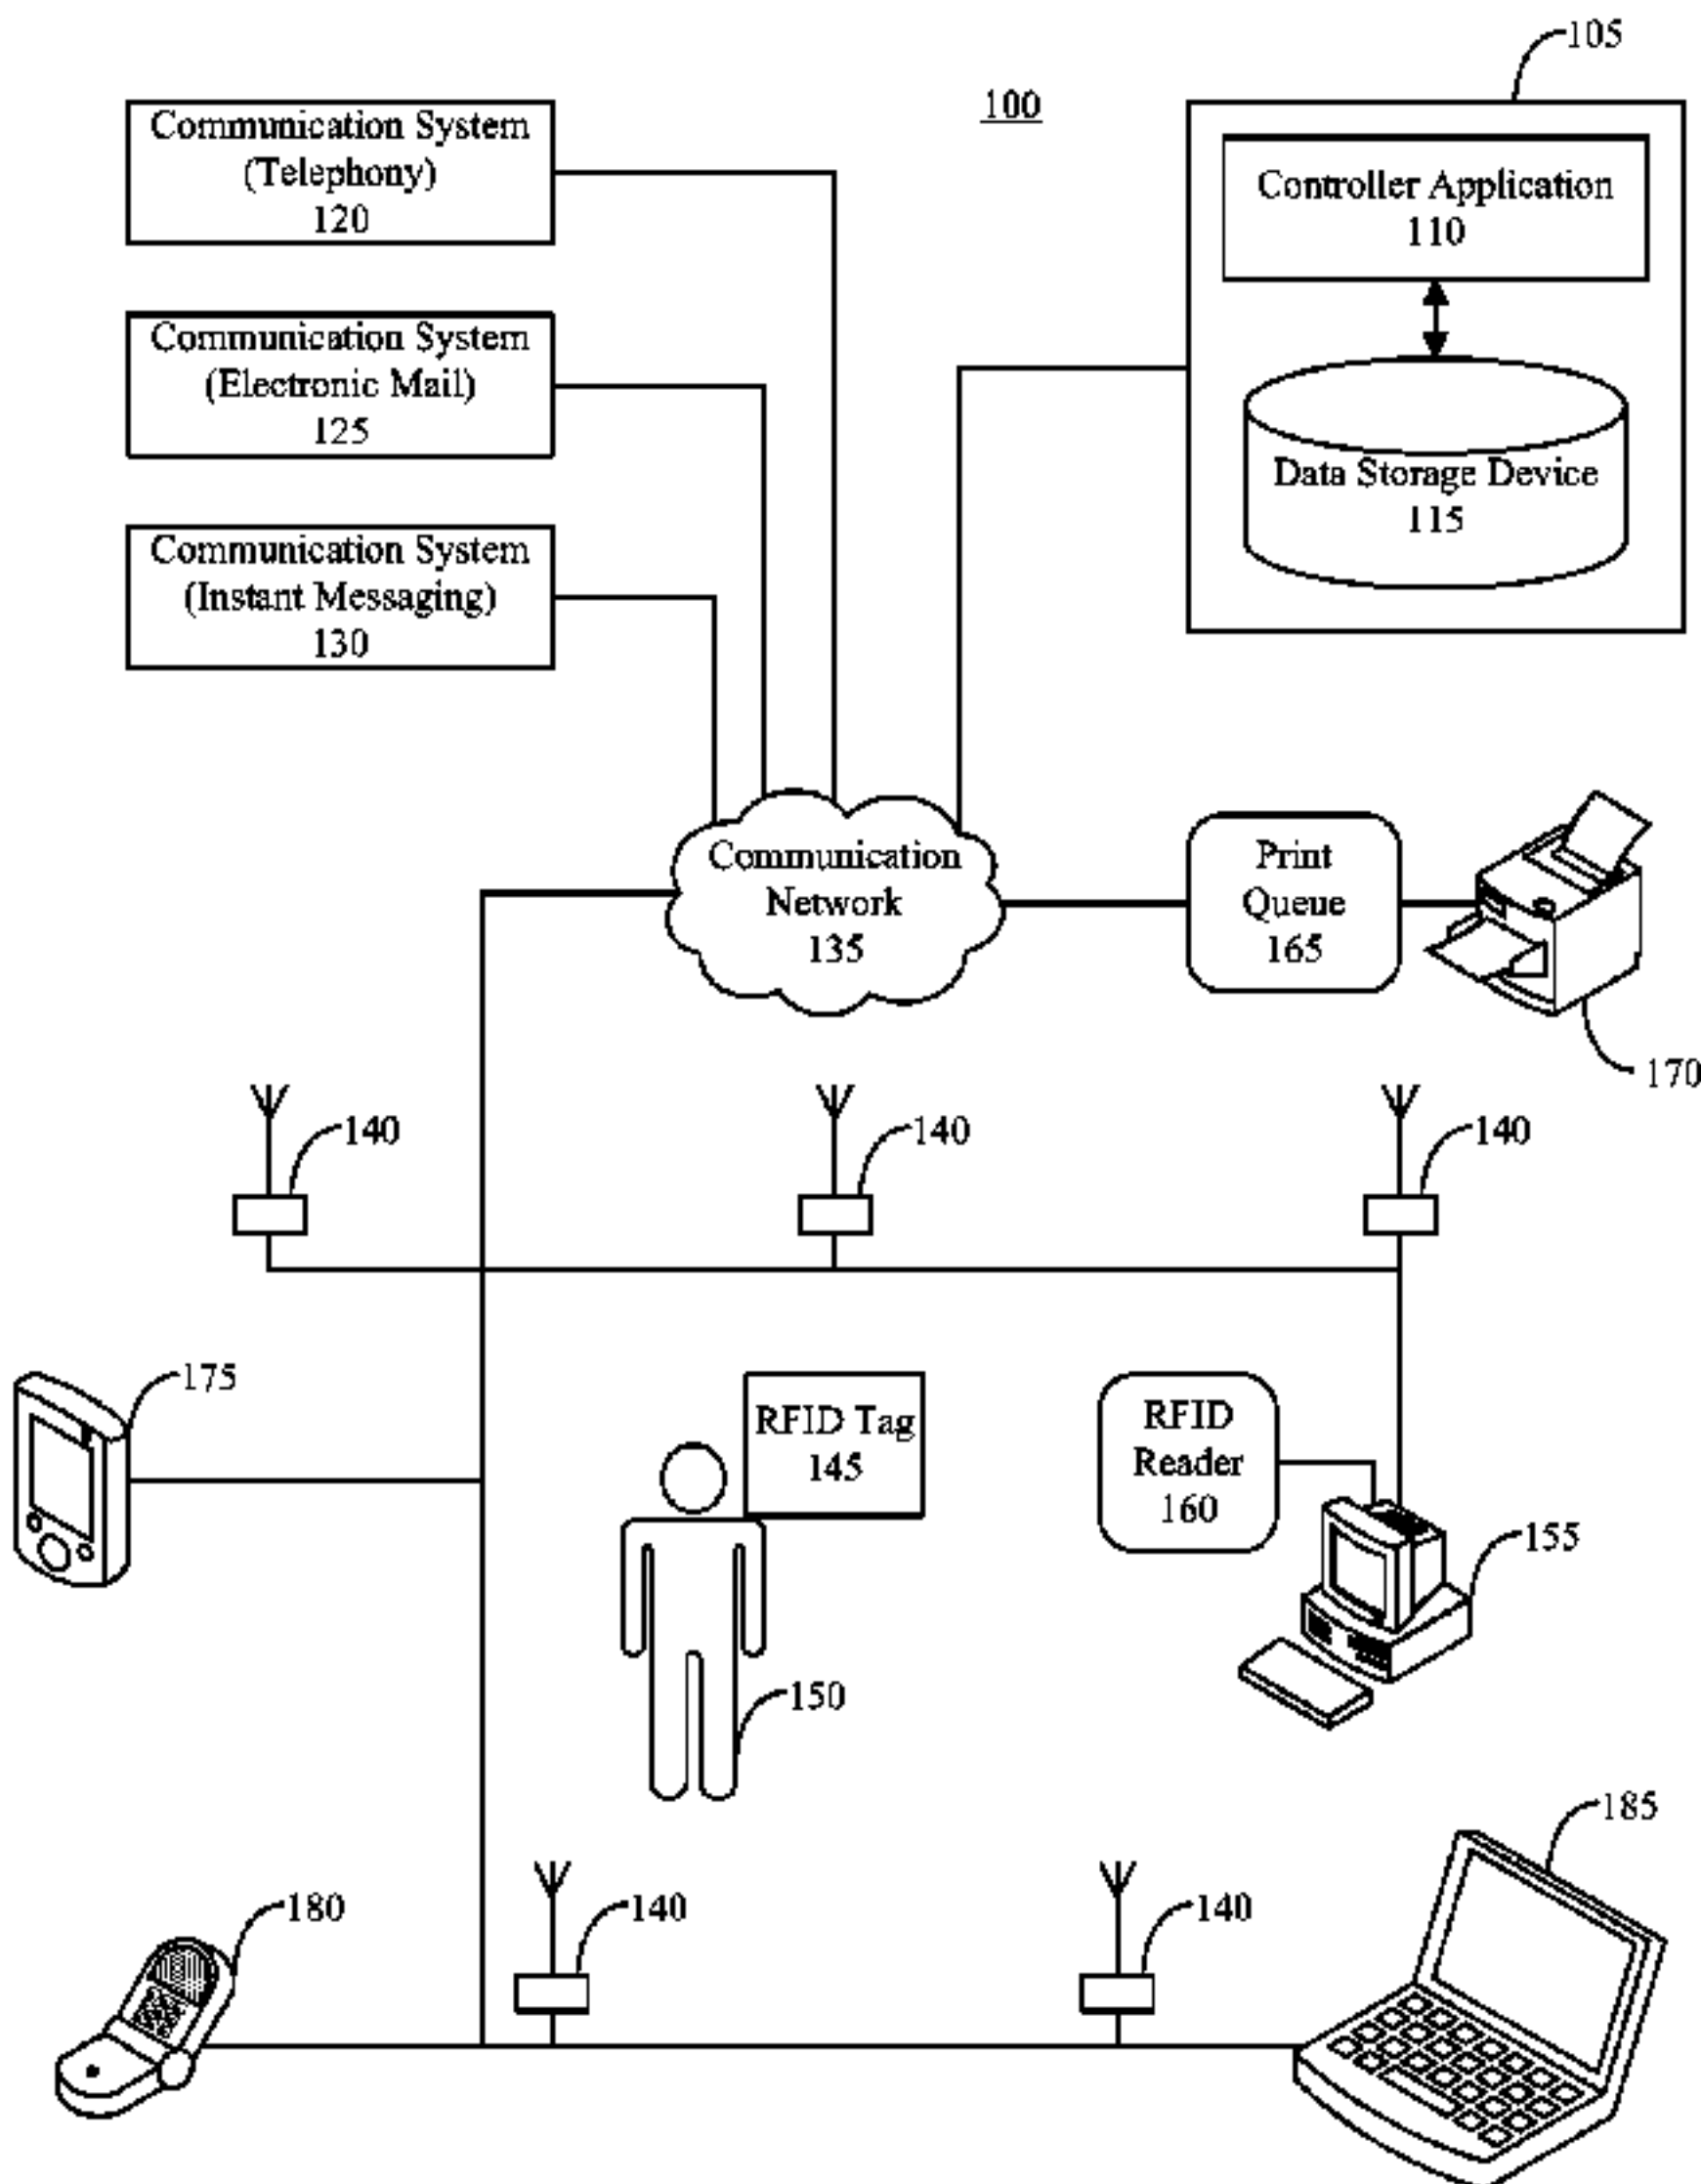 105
100
Communication System
(Telephony)
120
Controller Application
110
Communication System
(Electronic Mail)
125
Data Storage Device
115
Communication System
(Instant Messaging)
130
Communication
Network
135
Print
Queue
165
170
140
140
140
175
RFID Tag
145
RFID
Reader
160
155
150
185
180
140
140